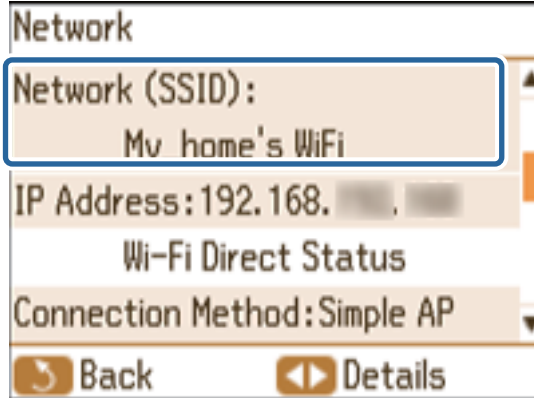 Network
Network (SSID):
My home's WiFi
IP Address:192.168.
Wi-Fi Direct Status
Connection Method:Simple AP
Back Details